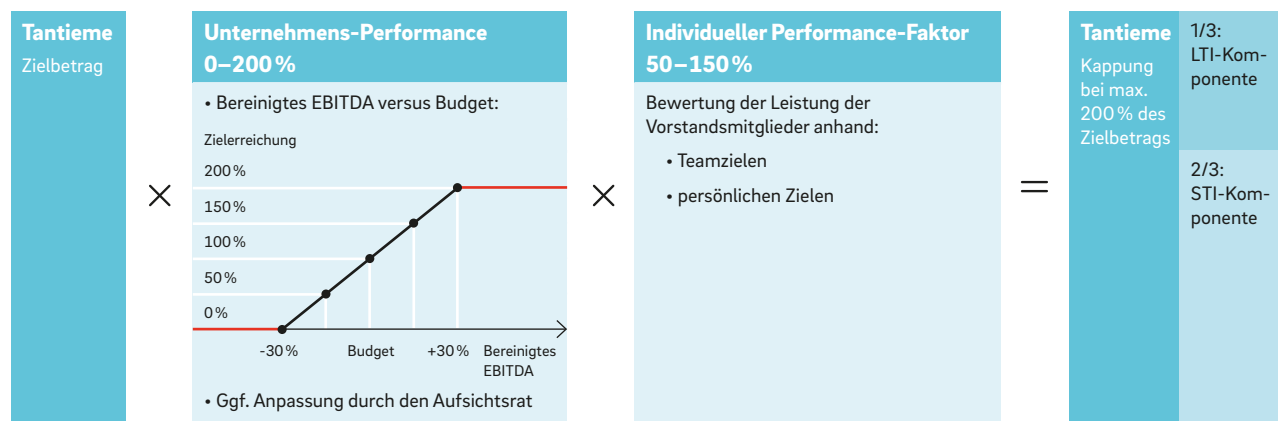 Tantieme
Zielbetrag
×
Unternehmens-Performance
0–200 %
• Bereinigtes EBITDA versus Budget:
Zielerreichung
200 %
150 %
100 %
50 %
0 %
-30 %
Budget
+30 %
Bereinigtes
EBITDA
• Ggf. Anpassung durch den Aufsichtsrat
×
Individueller Performance-Faktor
50–150 %
Bewertung der Leistung der
Vorstandsmitglieder anhand:
• Teamzielen
• persönlichen Zielen
=
Tantieme
Kappung
bei max.
200 % des
Zielbetrags
1/3:
LTI-Kom-
ponente
2/3:
STI-Kom-
ponente